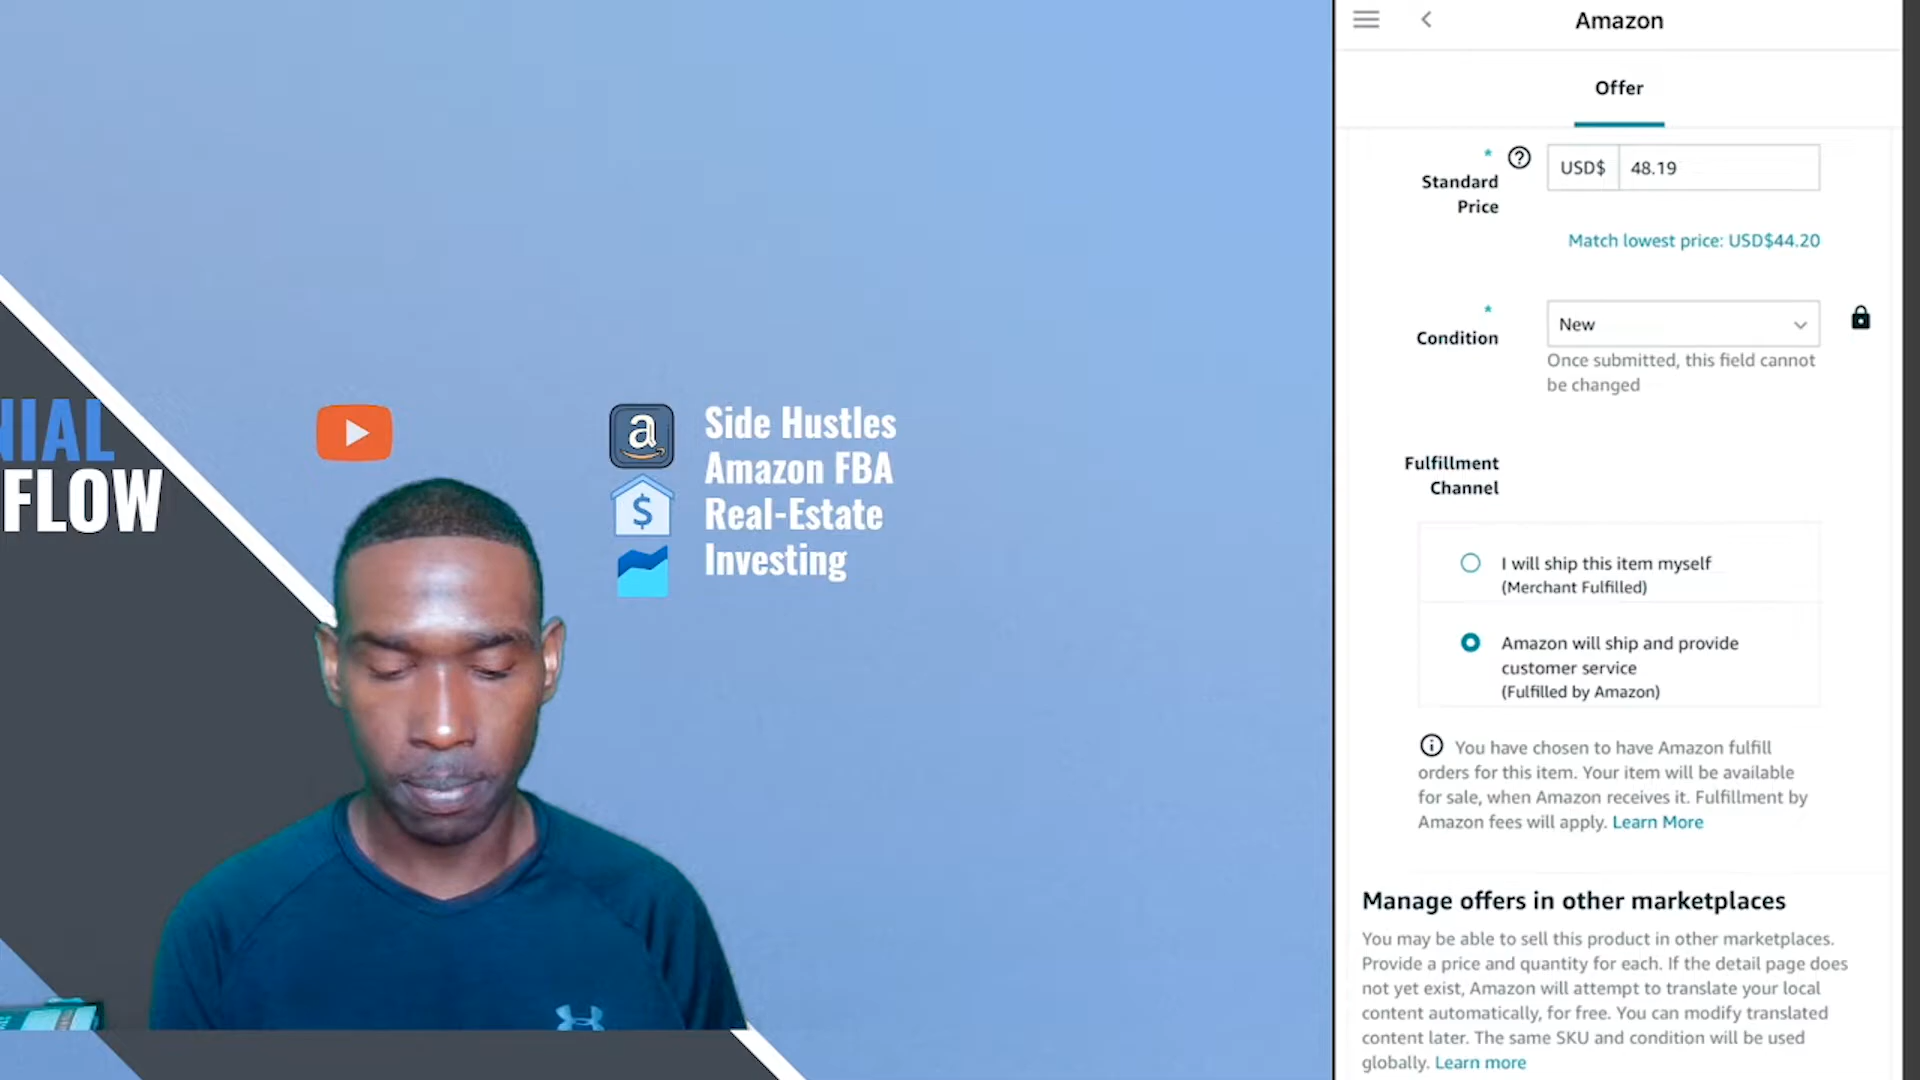 NIAL
FLOW
Side Hustles
Amazon FBA
Real-Estate
Investing
Amazon
Offer
* Standard Price
USD$ 48.19
Match lowest price: USD$44.20
* Condition
New
Once submitted, this field cannot
be changed
Fulfillment
Channel
I will ship this item myself
(Merchant Fulfilled)
Amazon will ship and provide
customer service
(Fulfilled by Amazon)
You have chosen to have Amazon fulfill
orders for this item. Your item will be available
for sale, when Amazon receives it. Fulfillment by
Amazon fees will apply. Learn More
Manage offers in other marketplaces
You may be able to sell this product in other marketplaces.
Provide a price and quantity for each. If the detail page does
not yet exist, Amazon will attempt to translate your local
content automatically, for free. You can modify translated
content later. The same SKU and condition will be used
globally. Learn more